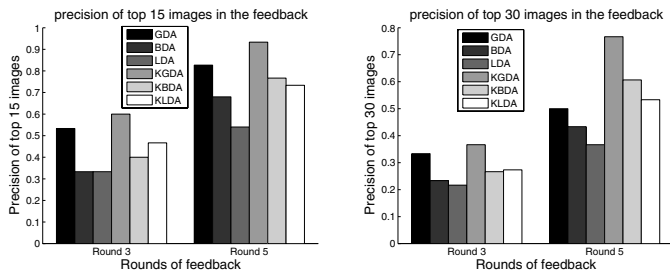 precision of top 15 images in the feedback
Precision of top 15 images
1
0.9
0.8
0.7
0.6
0.5
0.4
0.3
0.2
0.1
0
GDA
BDA
LDA
KGDA
KBDA
KLDA
Round 3
Round 5
Rounds of feedback
precision of top 30 images in the feedback
Precision of top 30 images
0.8
0.7
0.6
0.5
0.4
0.3
0.2
0.1
0
GDA
BDA
LDA
KGDA
KBDA
KLDA
Round 3
Round 5
Rounds of feedback